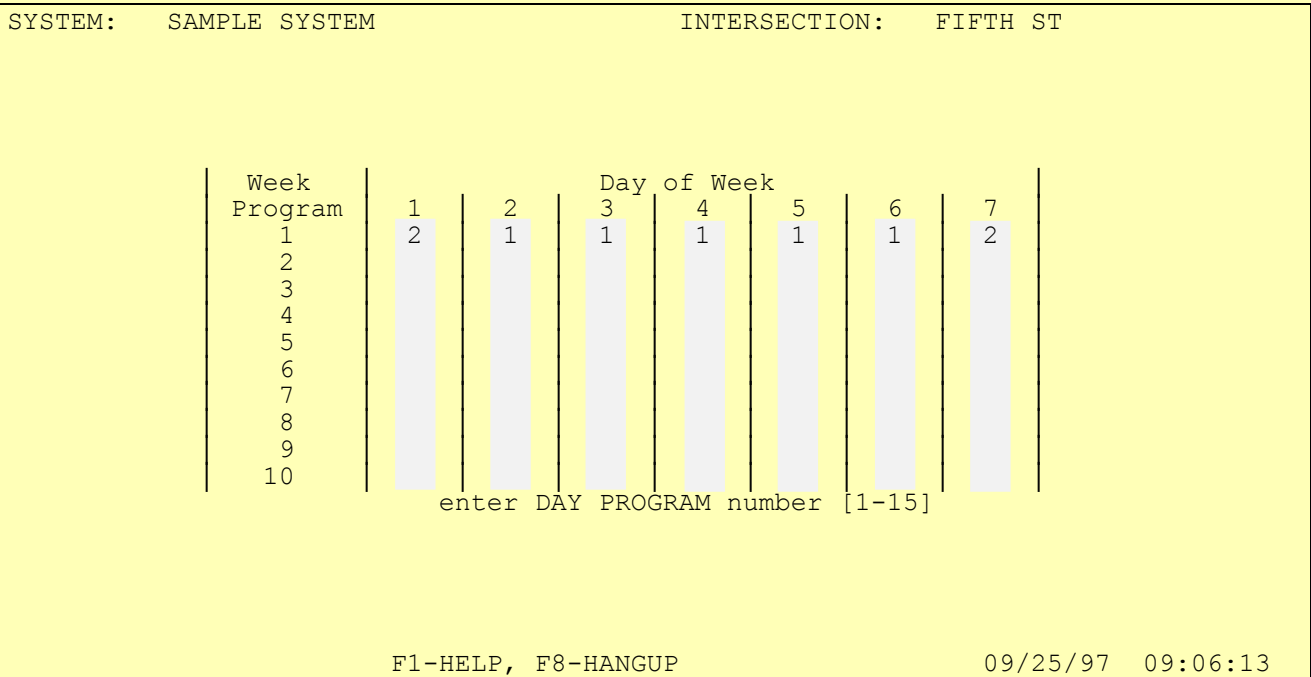 SYSTEM: SAMPLE SYSTEM INTERSECTION: FIFTH ST
Week Day of Week
Program 1 2 3 4 5 6 7
1 2 1 1 1 1 1 2
2
3
4
5
6
7
8
9
10
enter DAY PROGRAM number [1-15]
F1-HELP, F8-HANGUP 09/25/97 09:06:13